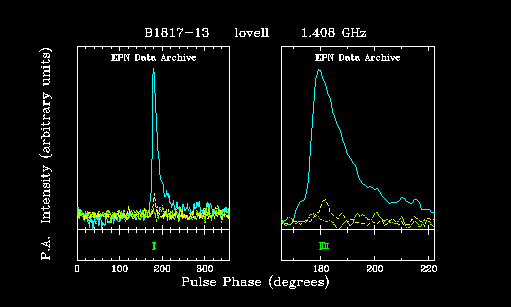 B1817-13 lovell 1.408 GHz
EPN Data Archive EPN Data Archive
P.A. Intensity (arbitrary units)
0 100 200 300 180 200 220
Pulse Phase (degrees)